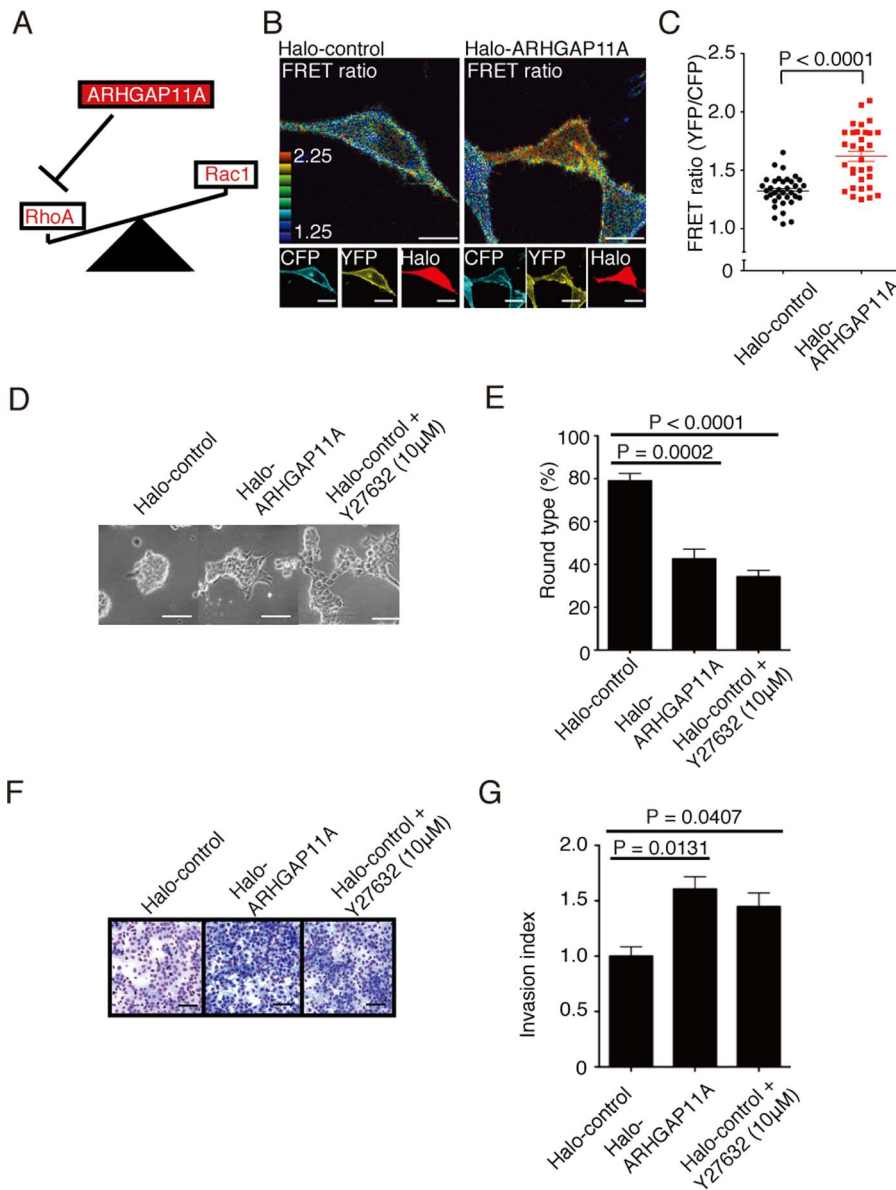 A
ARHGAP11A
Rac1
RhoA
B
Halo-control
Halo-ARHGAP11A
FRET ratio
FRET ratio
2.25
1.25
CFP
YFP
Halo
CFP
YFP
Halo
C
P < 0.0001
FRET ratio (YFP/CFP)
2.5
2.0
1.5
1.0
0
Halo-control
Halo-
ARHGAP11A
D
Halo-control
Halo-
ARHGAP11A
Halo-control +
Y27632 (10μM)
E
P < 0.0001
P = 0.0002
Round type (%)
100
80
60
40
20
0
Halo-control
Halo-
ARHGAP11A
Halo-control +
Y27632 (10μM)
F
Halo-control
Halo-
ARHGAP11A
Halo-control +
Y27632 (10μM)
G
P = 0.0407
P = 0.0131
Invasion index
2.0
1.5
1.0
0.5
0
Halo-control
Halo-
ARHGAP11A
Halo-control +
Y27632 (10μM)